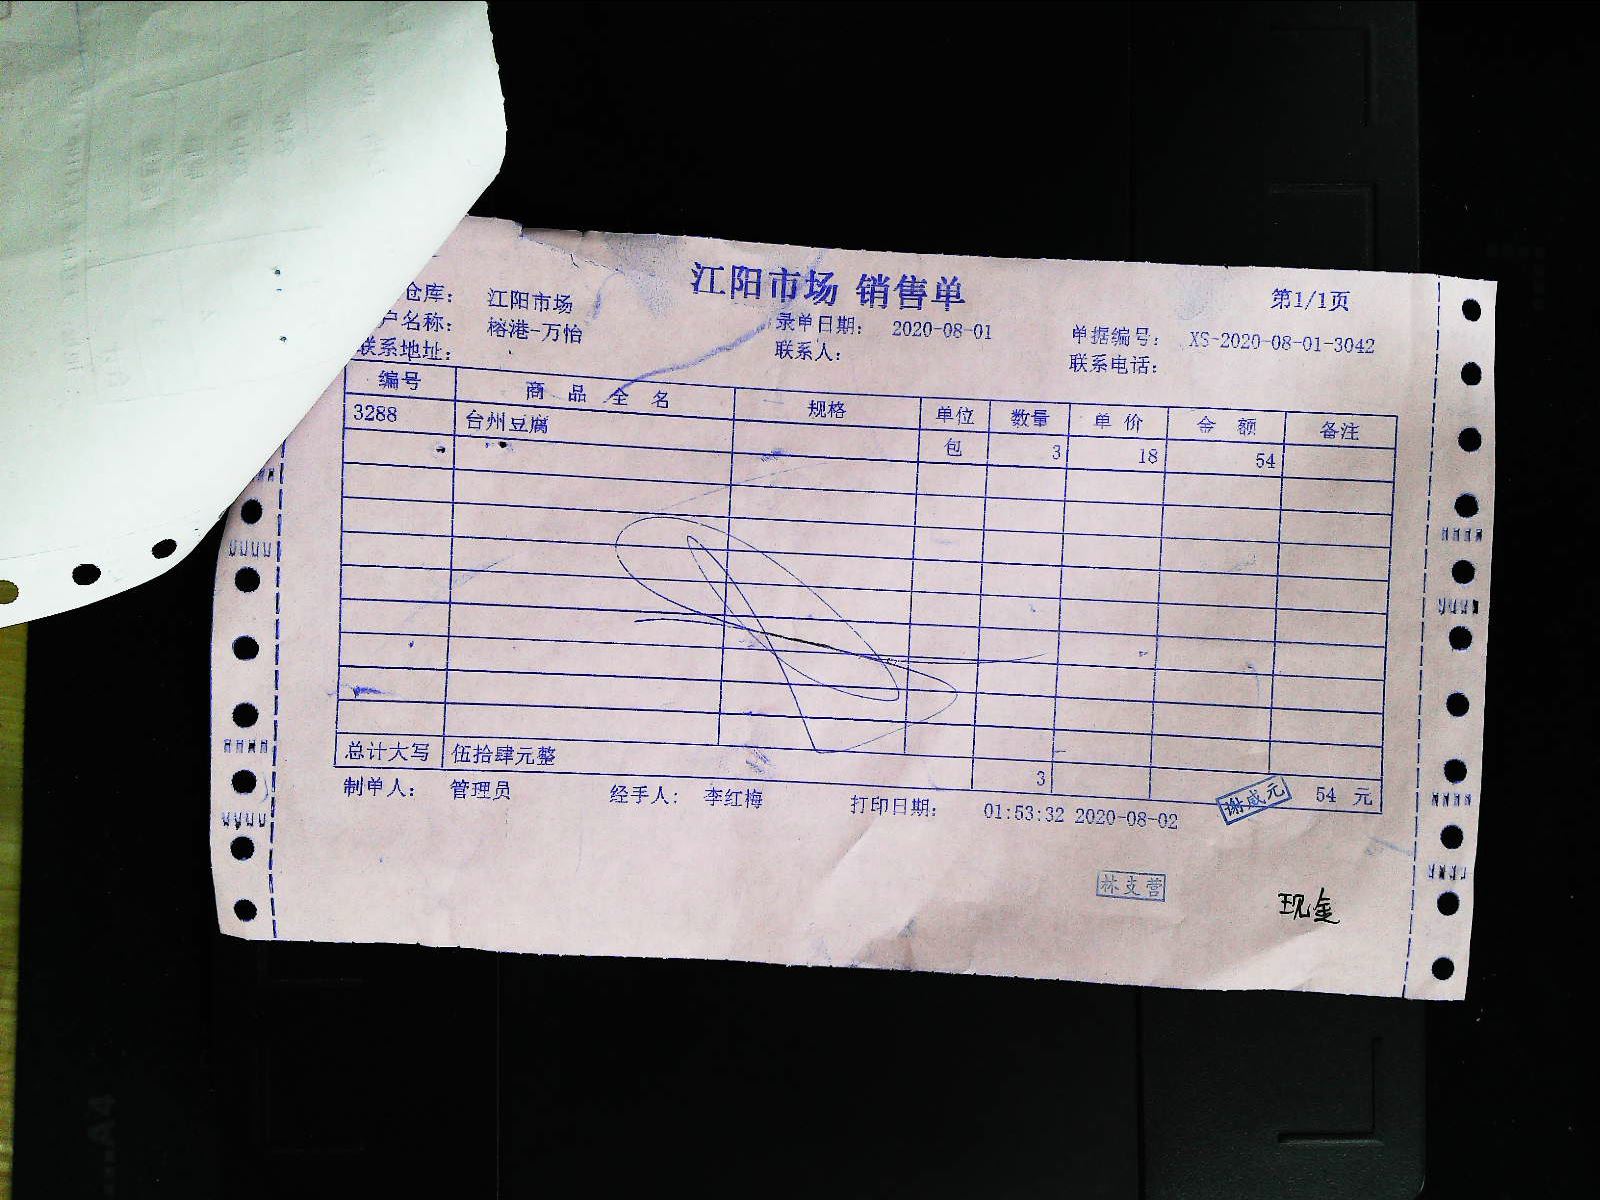 江阳市场 销售单
第1/1页
仓库： 江阳市场
户名称： 榕港-万怡 录单日期： 2020-08-01 单据编号： XS-2020-08-01-3042
联系地址： 联系人： 联系电话：
编号 商品全名 规格 单位 数量 单价 金额 备注
3288 台州豆腐 包 3 18 54
总计大写 伍拾肆元整 3 54 元
制单人： 管理员 经手人： 李红梅 打印日期： 01:53:32 2020-08-02
谢咸元
林支营
现金